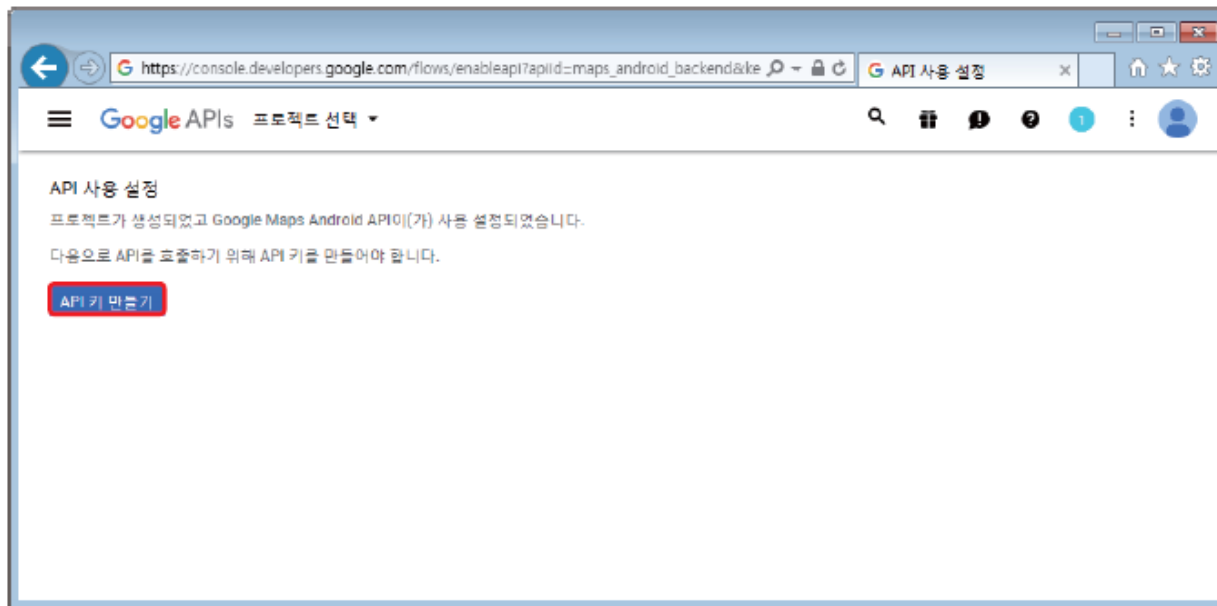 https://console.developers.google.com/flows/enableapi?apiid=maps_android_backend&ke
API 사용 설정
Google APIs 프로젝트 선택
1
API 사용 설정
프로젝트가 생성되었고 Google Maps Android API이(가) 사용 설정되었습니다.
다음으로 API을 호출하기 위해 API 키를 만들어야 합니다.
API 키 만들기